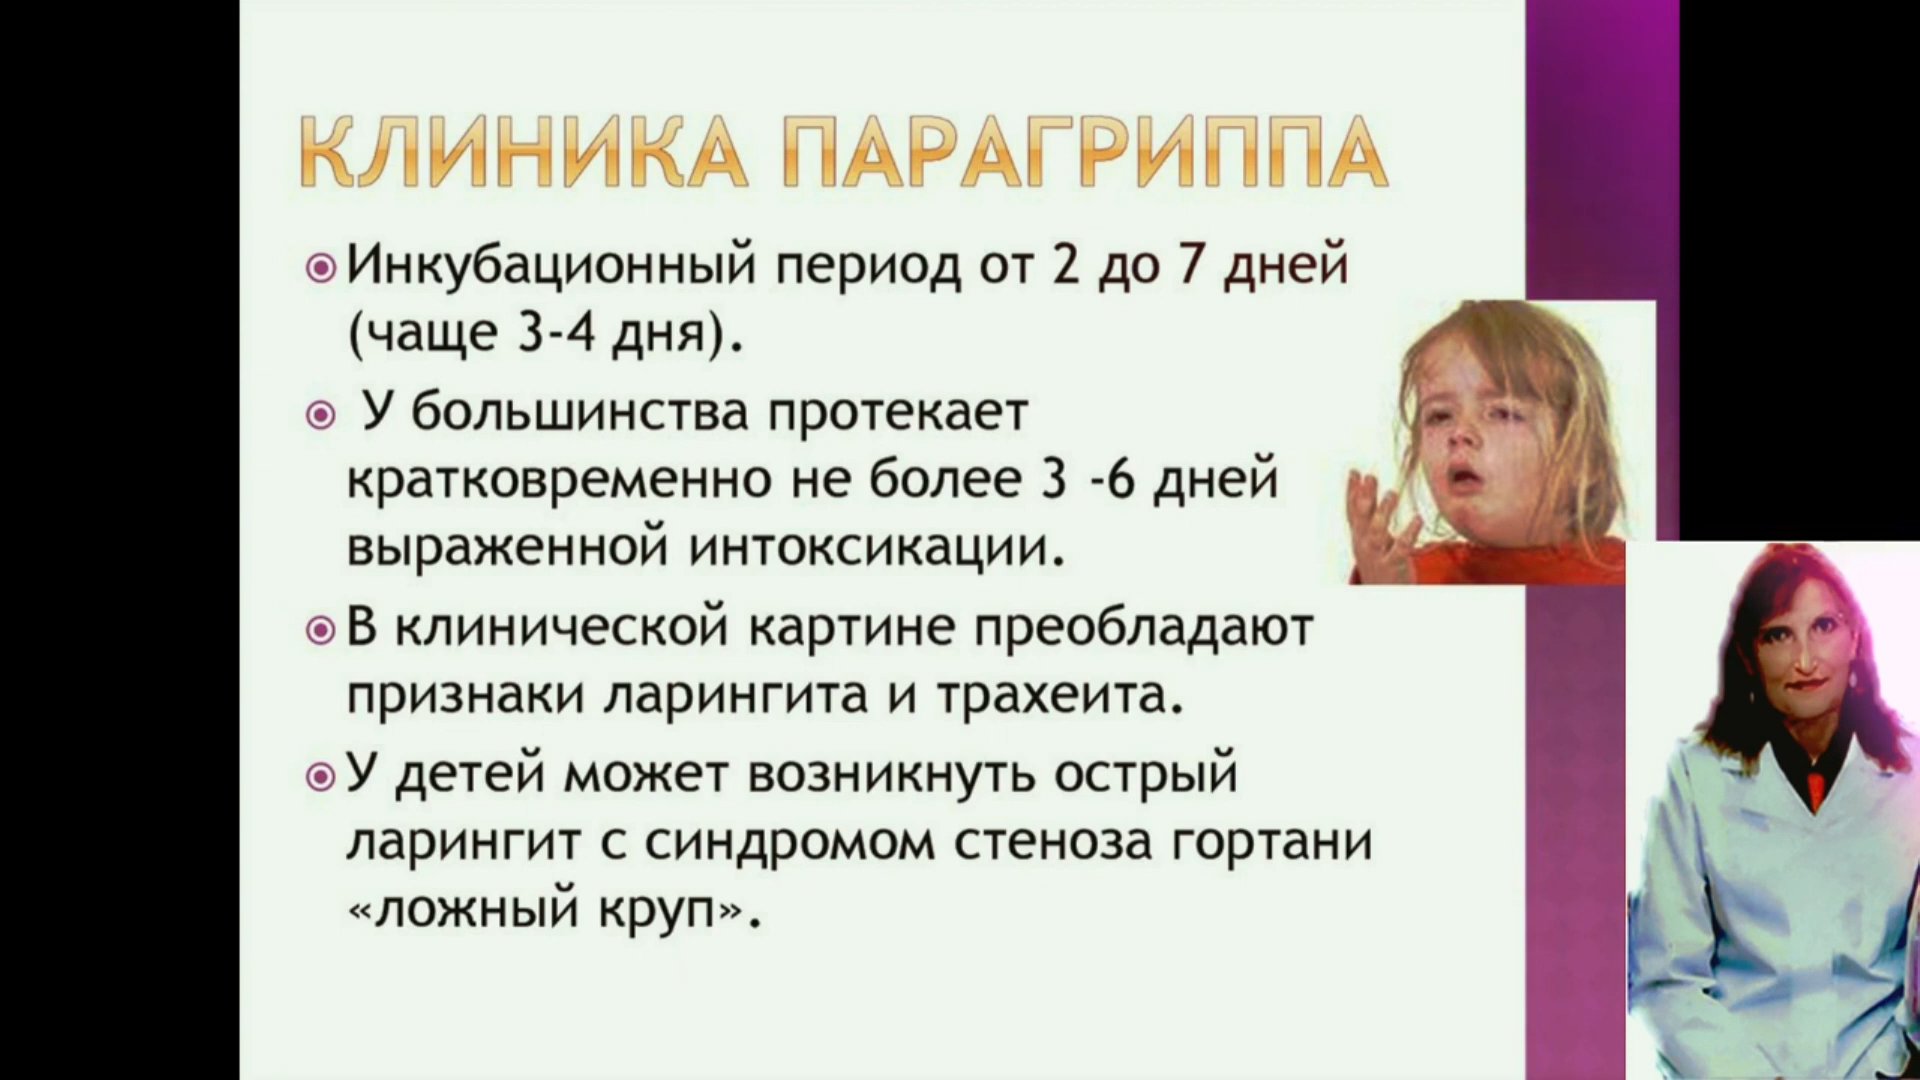 КЛИНИКА ПАРАГРИППА
Инкубационный период от 2 до 7 дней
(чаще 3-4 дня).
У большинства протекает
кратковременно не более 3 -6 дней
выраженной интоксикации.
В клинической картине преобладают
признаки ларингита и трахеита.
У детей может возникнуть острый
ларингит с синдромом стеноза гортани
«ложный круп».